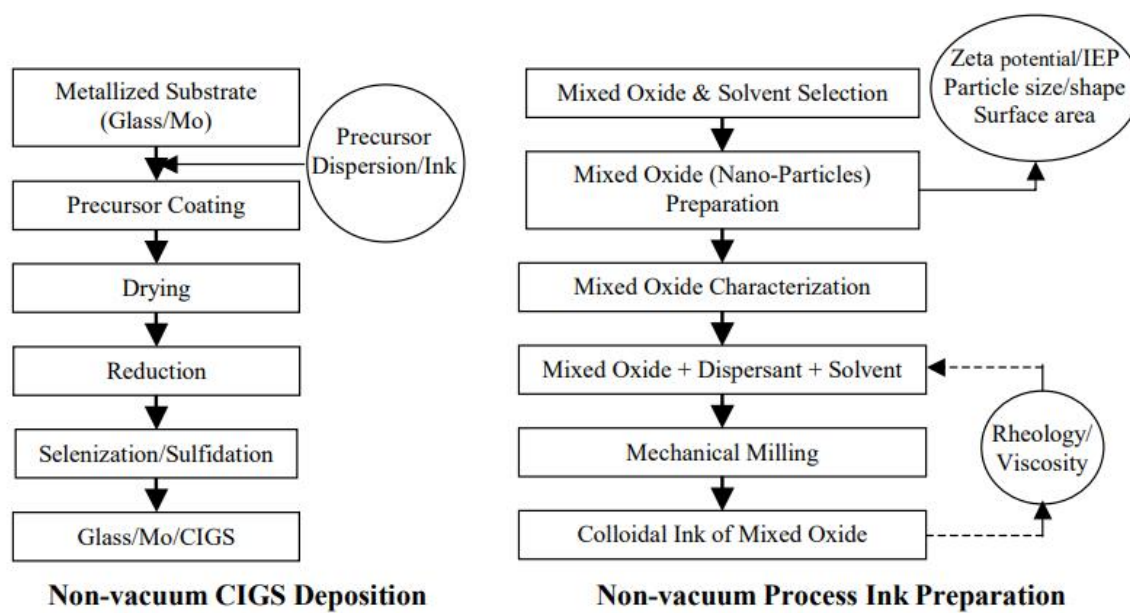 Metallized Substrate
(Glass/Mo)
Precursor
Dispersion/Ink
Precursor Coating
Drying
Reduction
Selenization/Sulfidation
Glass/Mo/CIGS
Non-vacuum CIGS Deposition
Zeta potential/IEP
Particle size/shape
Surface area
Mixed Oxide & Solvent Selection
Mixed Oxide (Nano-Particles)
Preparation
Mixed Oxide Characterization
Mixed Oxide + Dispersant + Solvent
Rheology/
Viscosity
Mechanical Milling
Colloidal Ink of Mixed Oxide
Non-vacuum Process Ink Preparation